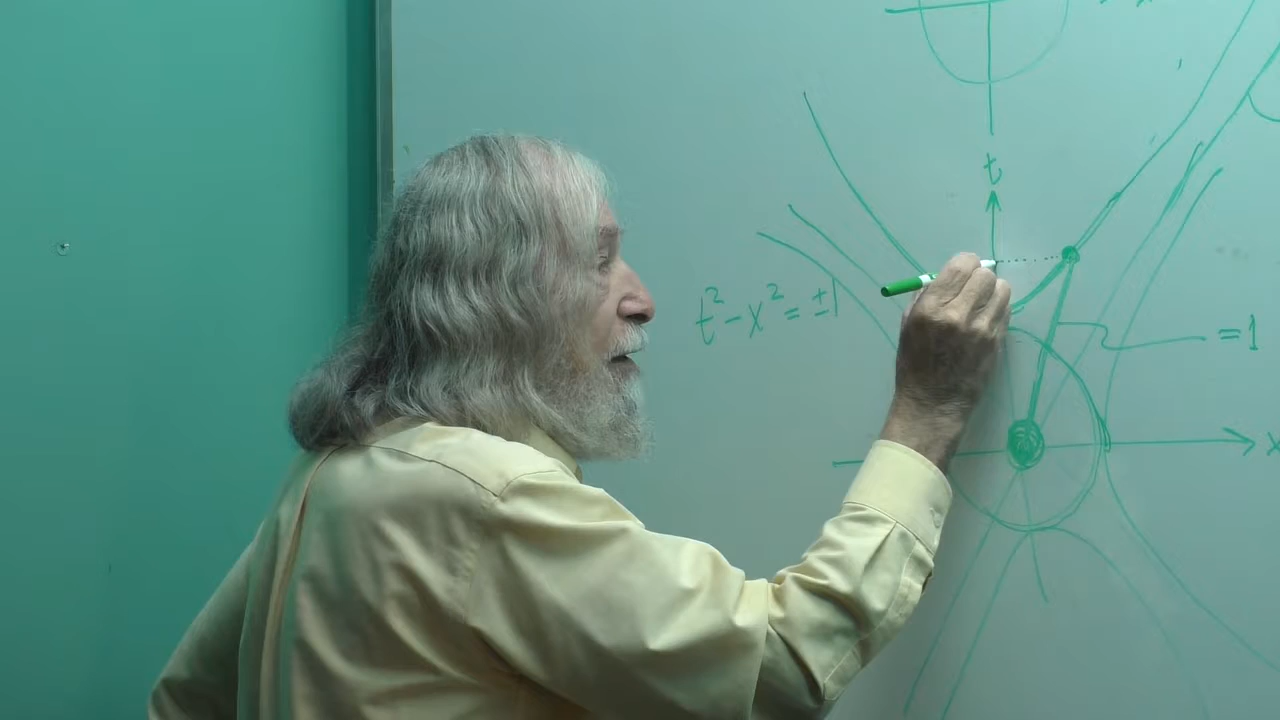 t
t² - x² = ±1
= 1
x